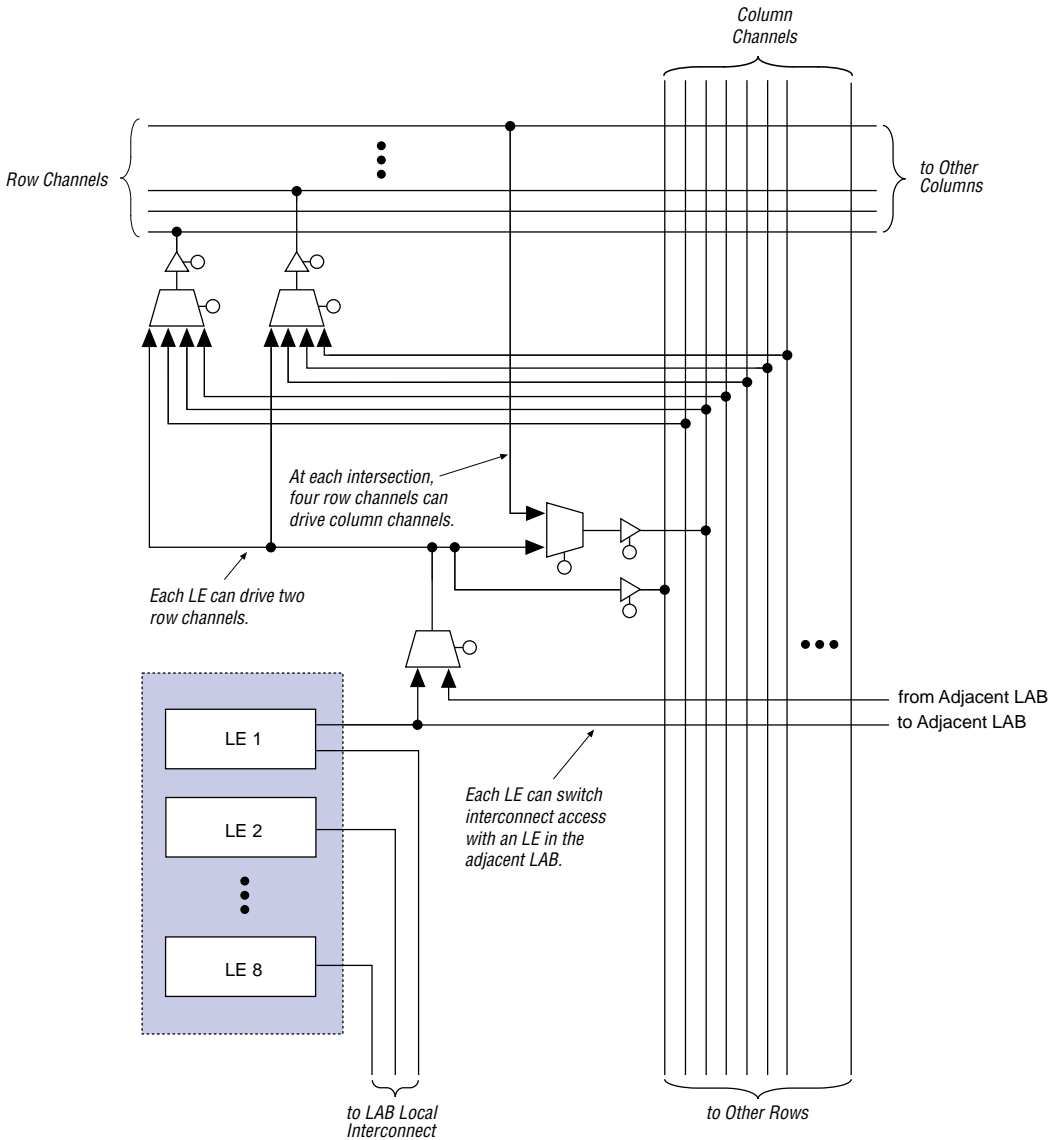 Column
Channels
Row Channels
to Other
Columns
At each intersection,
four row channels can
drive column channels.
Each LE can drive two
row channels.
from Adjacent LAB
to Adjacent LAB
LE 1
Each LE can switch
interconnect access
with an LE in the
adjacent LAB.
LE 2
LE 8
to LAB Local
Interconnect
to Other Rows